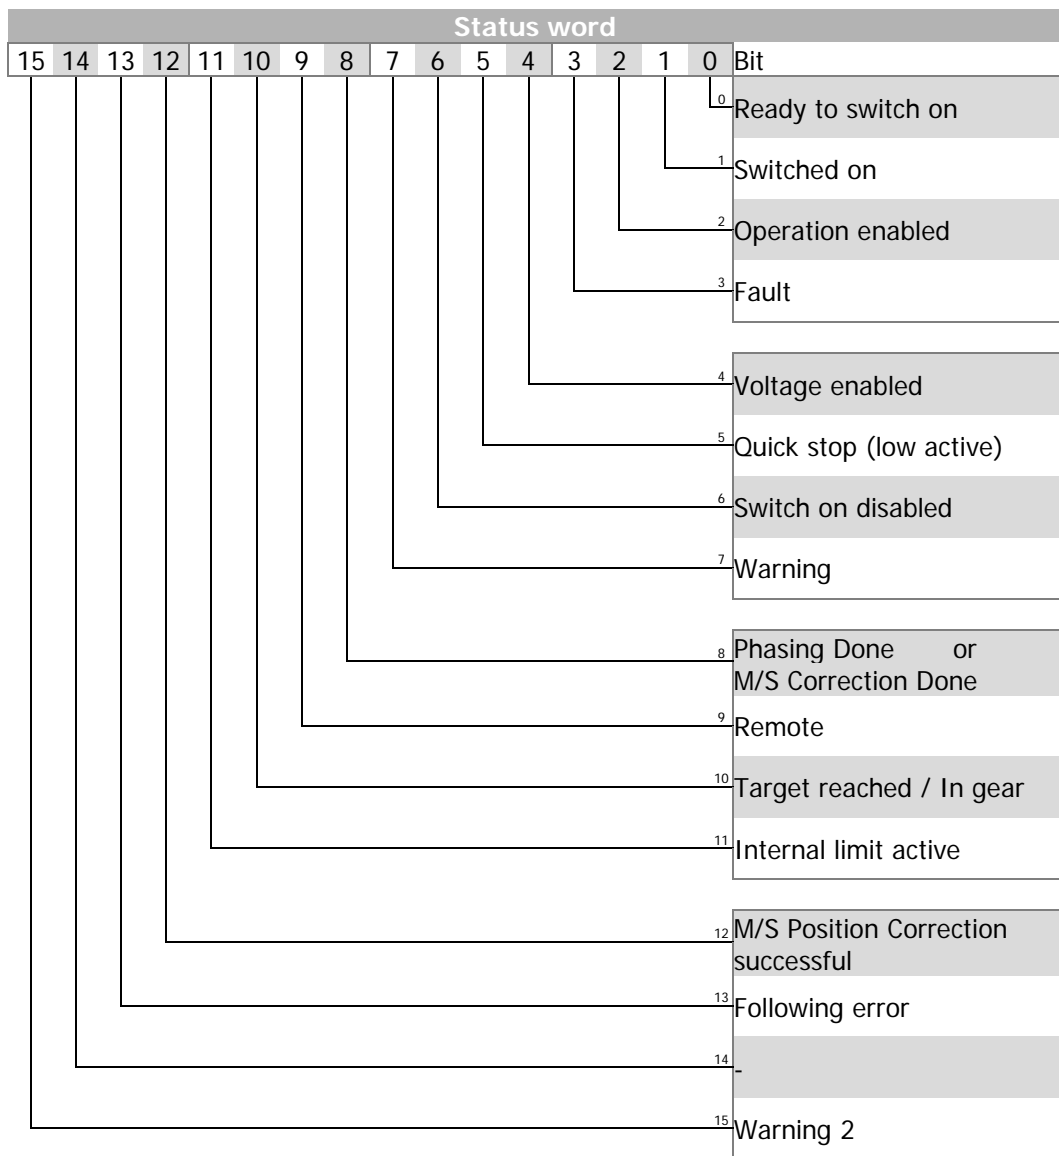 Status word
15 14 13 12 11 10 9 8 7 6 5 4 3 2 1 0 Bit
0 Ready to switch on
1 Switched on
2 Operation enabled
3 Fault
4 Voltage enabled
5 Quick stop (low active)
6 Switch on disabled
7 Warning
8 Phasing Done or
M/S Correction Done
9 Remote
10 Target reached / In gear
11 Internal limit active
12 M/S Position Correction
successful
13 Following error
14 -
15 Warning 2